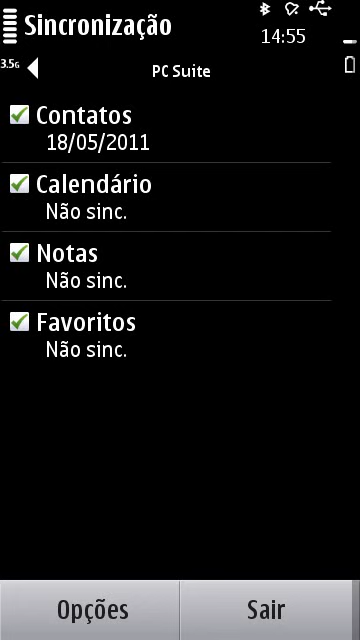 Sincronização
14:55
3.5G
PC Suite
Contatos
18/05/2011
Calendário
Não sinc.
Notas
Não sinc.
Favoritos
Não sinc.
Opções
Sair